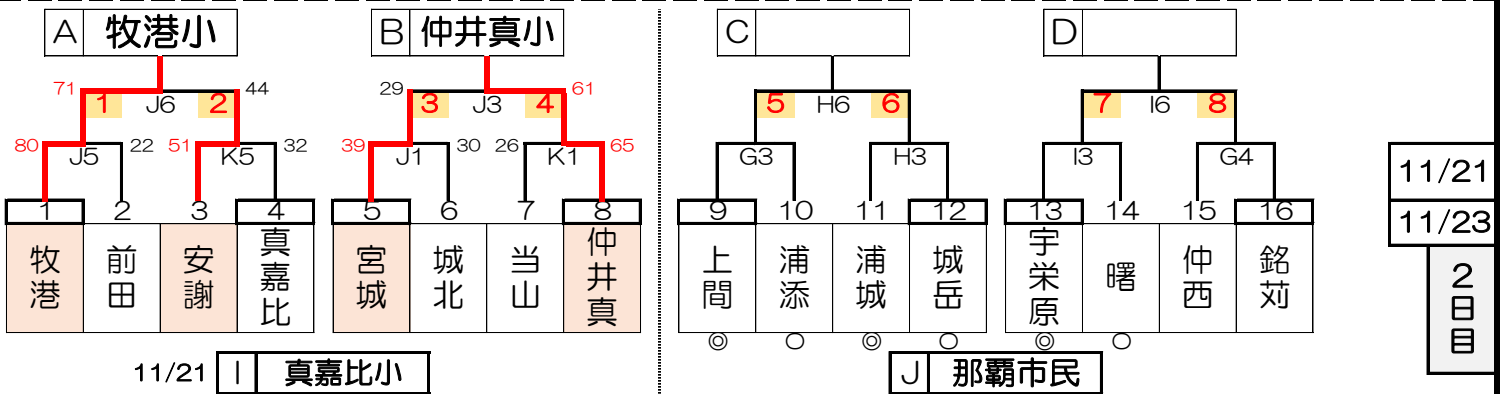 A 牧港小 B 仲井真小 C D
71 44 29 61
1 J6 2 3 J3 4 5 H6 6 7 I6 8
80 22 51 32 39 30 26 65
J5 K5 J1 K1 G3 H3 I3 G4
1 2 3 4 5 6 7 8 9 10 11 12 13 14 15 16
牧港 前田 安謝 真嘉比 宮城 城北 当山 仲井真 上間 浦添 浦城 城岳 宇栄原 曙 仲西 銘苅
◎ ○ ◎ ○ ◎ ○
11/21
11/23
2日目
11/21 I 真嘉比小 J 那覇市民